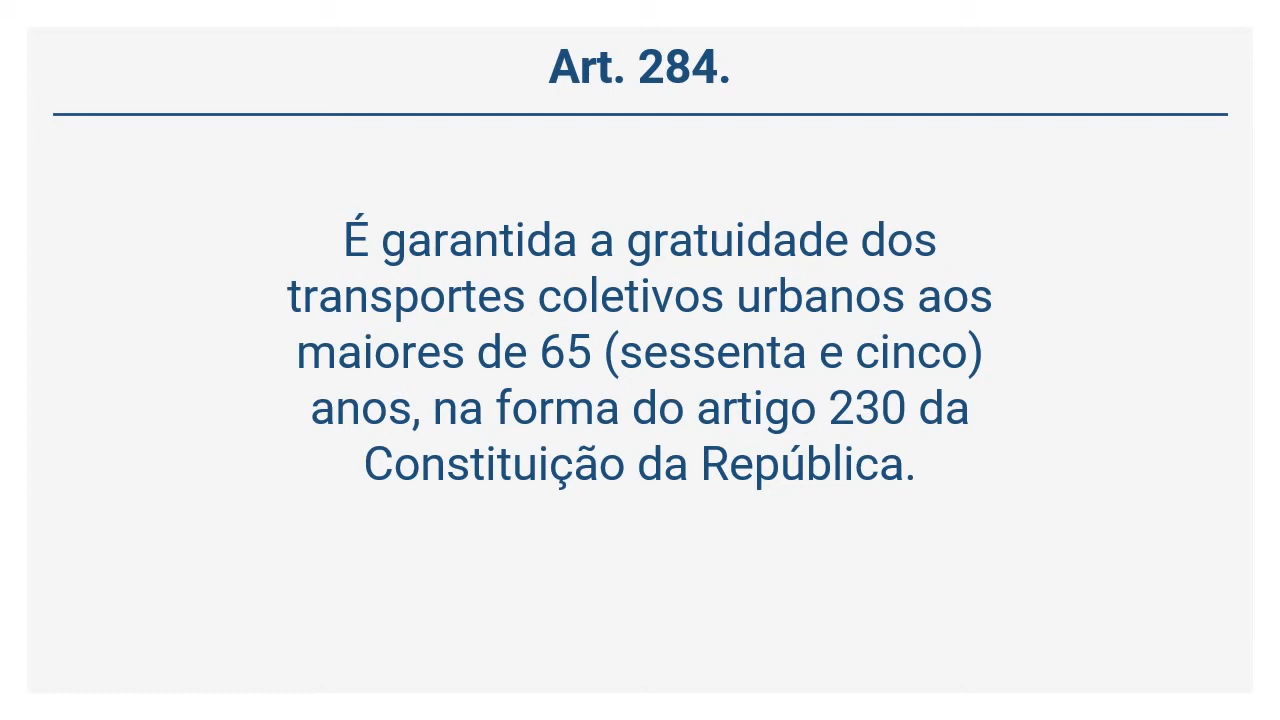 Art. 284.
É garantida a gratuidade dos
transportes coletivos urbanos aos
maiores de 65 (sessenta e cinco)
anos, na forma do artigo 230 da
Constituição da República.